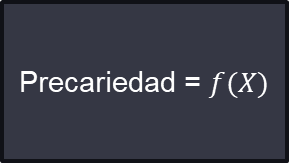 Precariedad = 𝑓(𝑋)